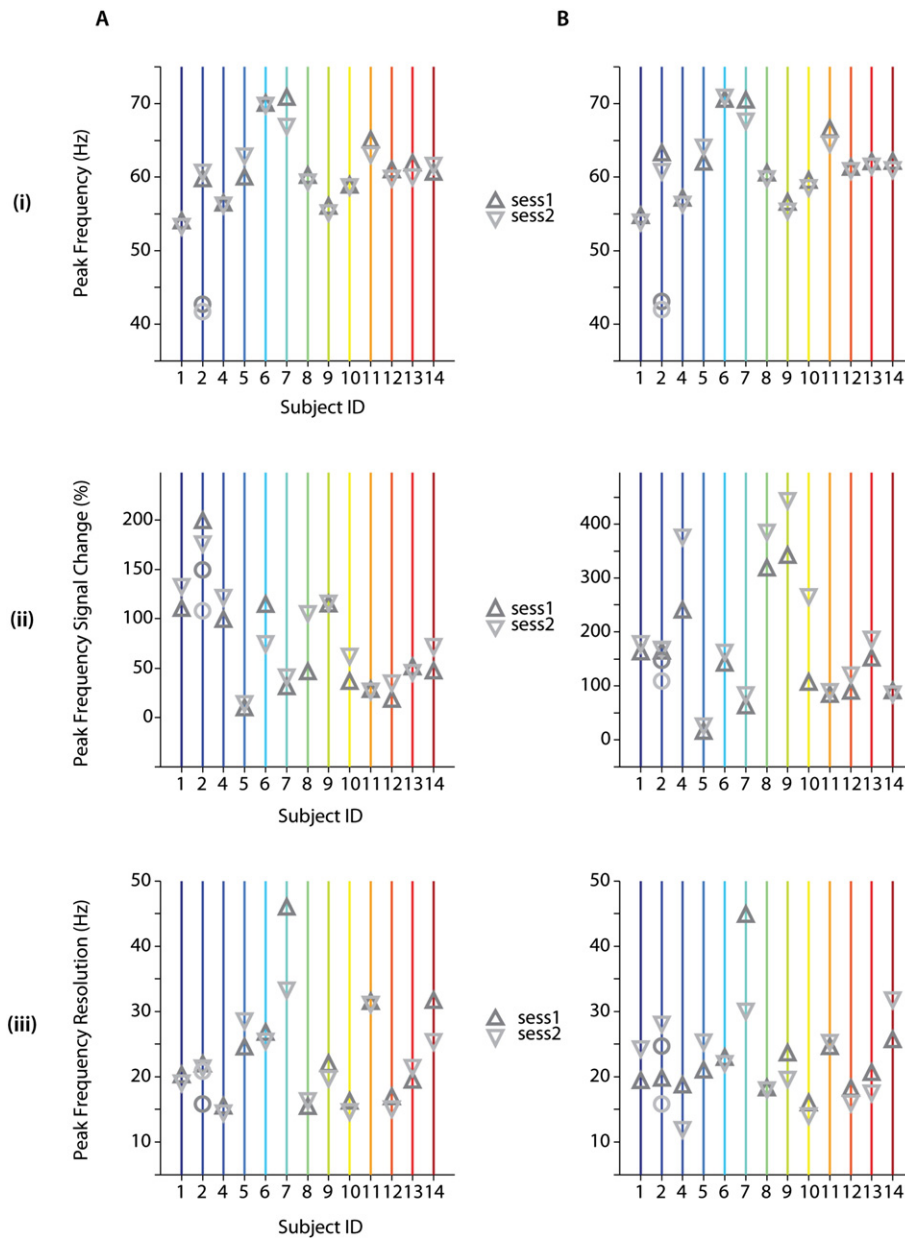 A
B
(i)
Peak Frequency (Hz)
70
60
50
40
1 2 4 5 6 7 8 9 10 11 12 13 14
Subject ID
sess1
sess2
70
60
50
40
1 2 4 5 6 7 8 9 10 11 12 13 14
(ii)
Peak Frequency Signal Change (%)
200
150
100
50
0
1 2 4 5 6 7 8 9 10 11 12 13 14
Subject ID
sess1
sess2
400
300
200
100
0
1 2 4 5 6 7 8 9 10 11 12 13 14
(iii)
Peak Frequency Resolution (Hz)
50
40
30
20
10
1 2 4 5 6 7 8 9 10 11 12 13 14
Subject ID
sess1
sess2
50
40
30
20
10
1 2 4 5 6 7 8 9 10 11 12 13 14